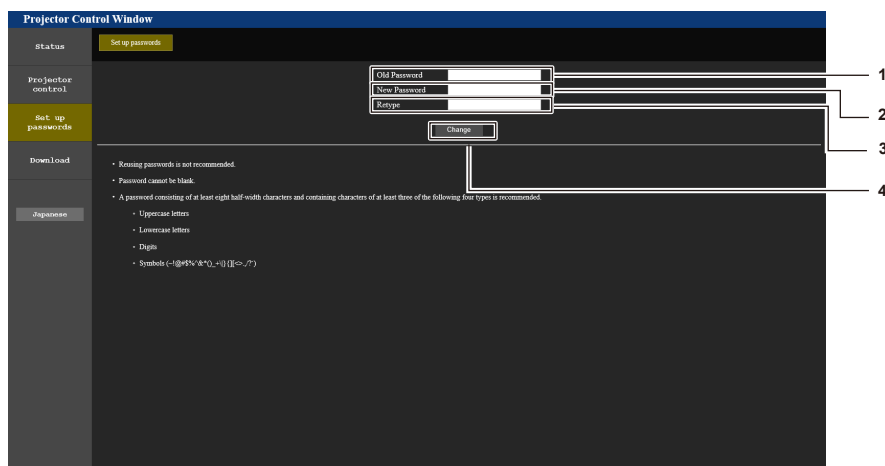 Projector Control Window
Status
Set up passwords
Projector
control
Set up
passwords
Download
Japanese
Old Password
New Password
Retype
Change
1
2
3
4
• Reusing passwords is not recommended.
• Password cannot be blank.
• A password consisting of at least eight half-width characters and containing characters of at least three of the following four types is recommended.
• Uppercase letters
• Lowercase letters
• Digits
• Symbols